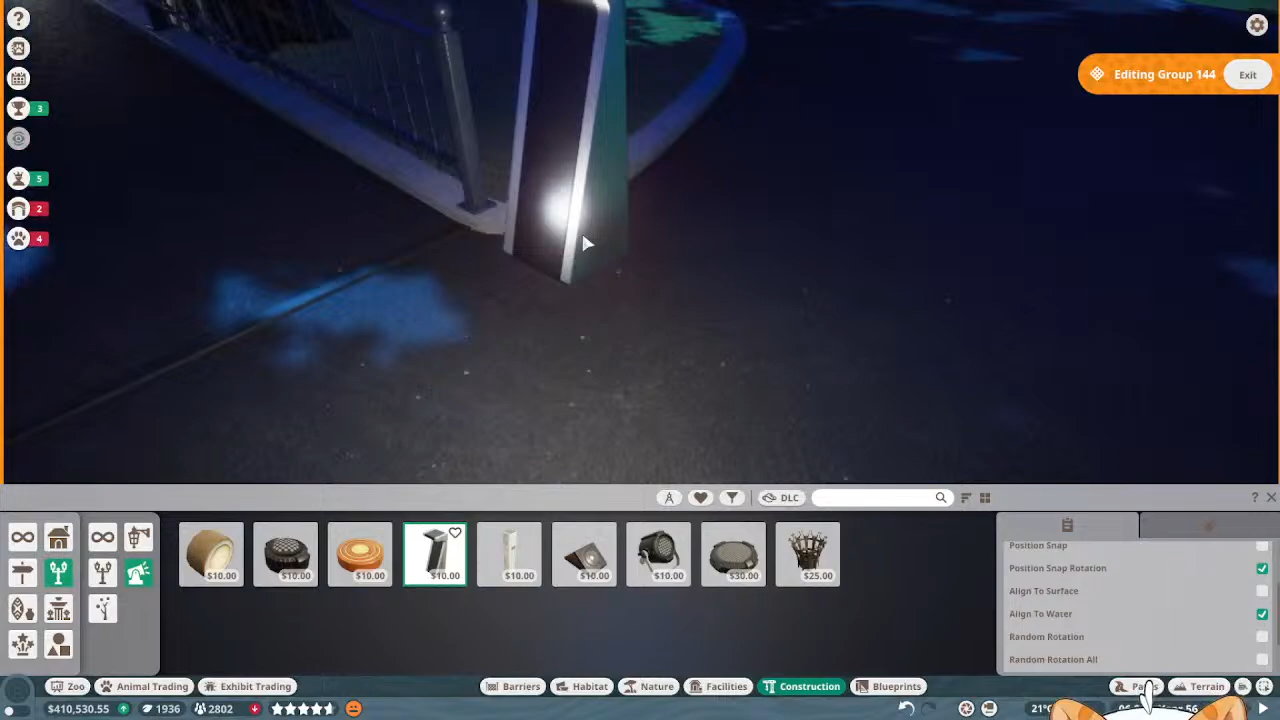 ?
3
5
2
4
Editing Group 144 Exit
DLC
? ×
$10.00 $10.00 $10.00 $10.00 $10.00 $10.00 $10.00 $30.00 $25.00
Position Snap
Position Snap Rotation
Align To Surface
Align To Water
Random Rotation
Random Rotation All
Zoo Animal Trading Exhibit Trading Barriers Habitat Nature Facilities Construction Blueprints Terrain
$410,530.55 1936 2802